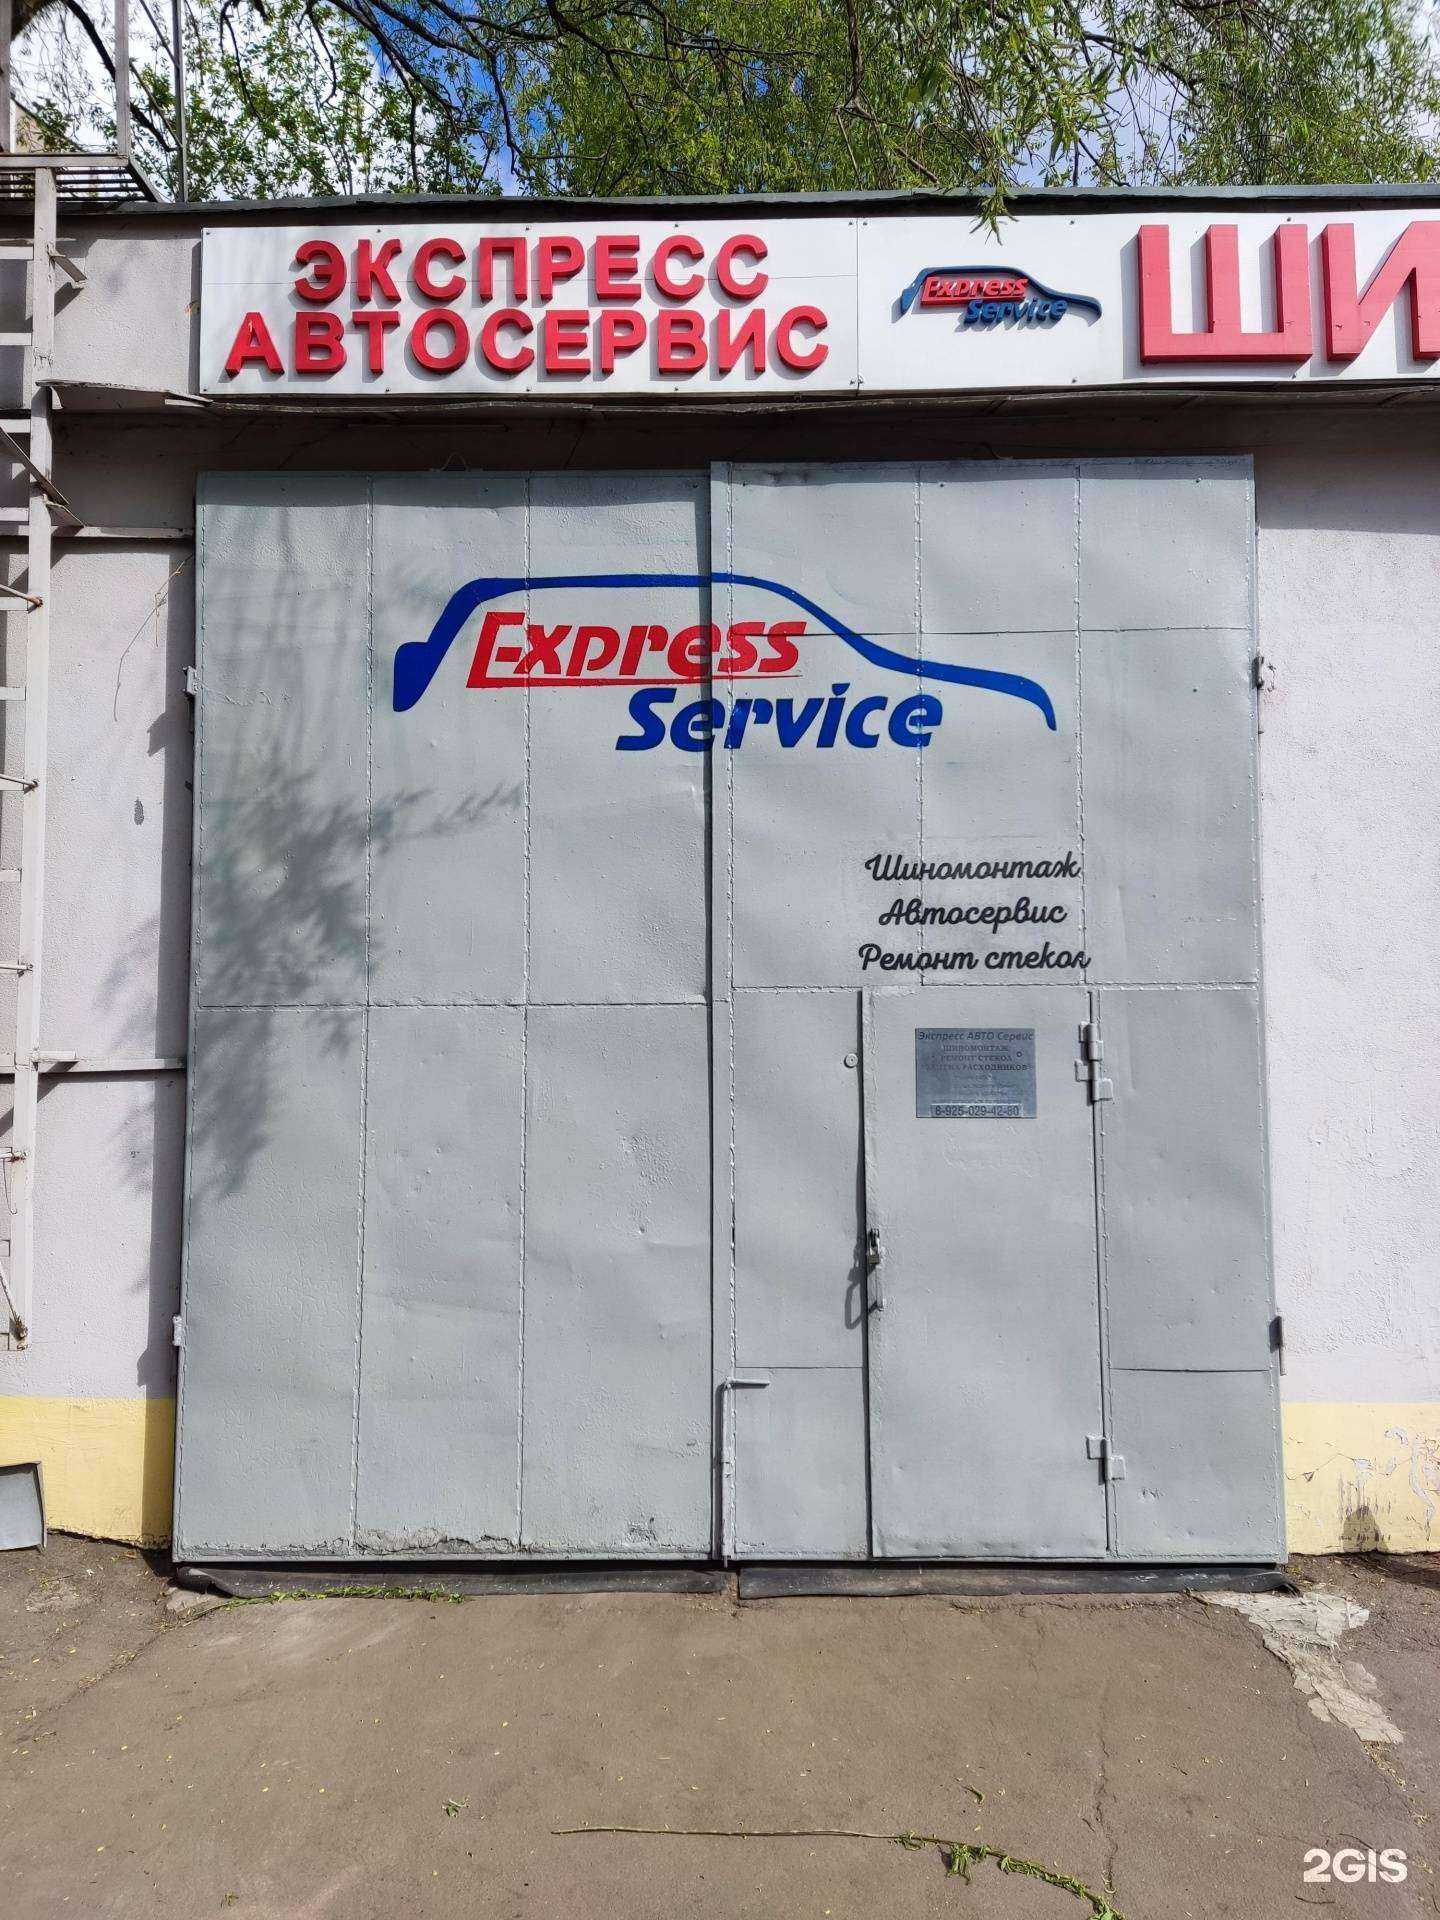 ЭКСПРЕСС
АВТОСЕРВИС
Express
Service
ШИ
Express
Service
Шиномонтаж
Автосервис
Ремонт стекол
Экспресс АВТО Сервис
ШИНОМОНТАЖ
РЕМОНТ СТЕКОЛ
РАСХОДНИКОВ
8-925-029-42-80
2GIS